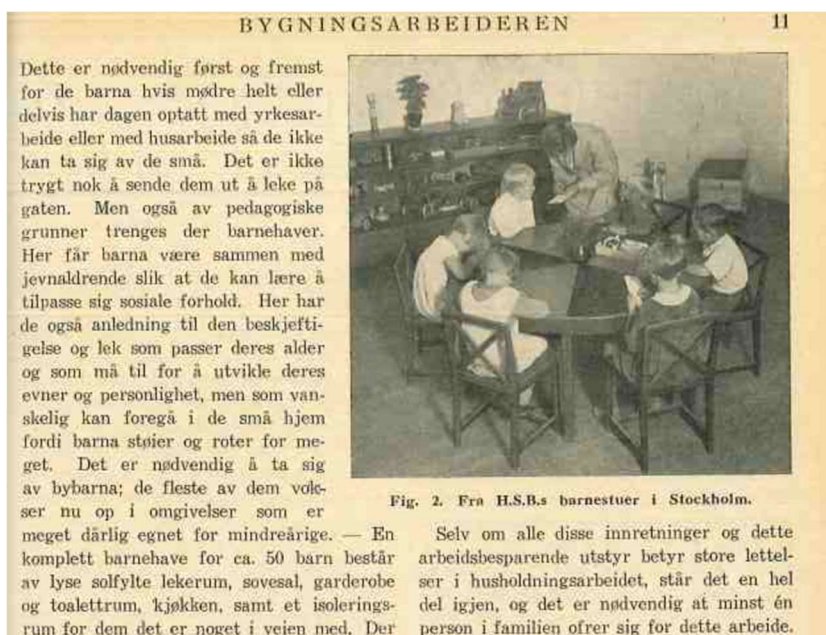 BYGNINGSARBEIDEREN 11
Dette er nødvendig først og fremst
for de barna hvis mødre helt eller
delvis har dagen optatt med yrkesar-
beide eller med husarbeide så de ikke
kan ta sig av de små. Det er ikke
trygt nok å sende dem ut å leke på
gaten. Men også av pedagogiske
grunner trenges der barnehaver.
Her får barna være sammen med
jevnaldrende slik at de kan lære å
tilpasse sig sosiale forhold. Her har
de også anledning til den beskjefti-
gelse og lek som passer deres alder
og som må til for å utvikle deres
evner og personlighet, men som van-
skelig kan foregå i de små hjem
fordi barna støier og roter for me-
get. Det er nødvendig å ta sig
av bybarna; de fleste av dem vok-
ser nu op i omgivelser som er
meget dårlig egnet for mindreårige. — En
komplett barnehave for ca. 50 barn består
av lyse solfylte lekerum, sovesal, garderobe
og toalettrum, kjøkken, samt et isolerings-
rum for dem det er noget i veien med. Der
Fig. 2. Fra H.S.B.s barnestuer i Stockholm.
Selv om alle disse innretninger og dette
arbeidsbesparende utstyr betyr store lettel-
ser i husholdningsarbeidet, står det en hel
del igjen, og det er nødvendig at minst én
person i familien ofrer sig for dette arbeide.